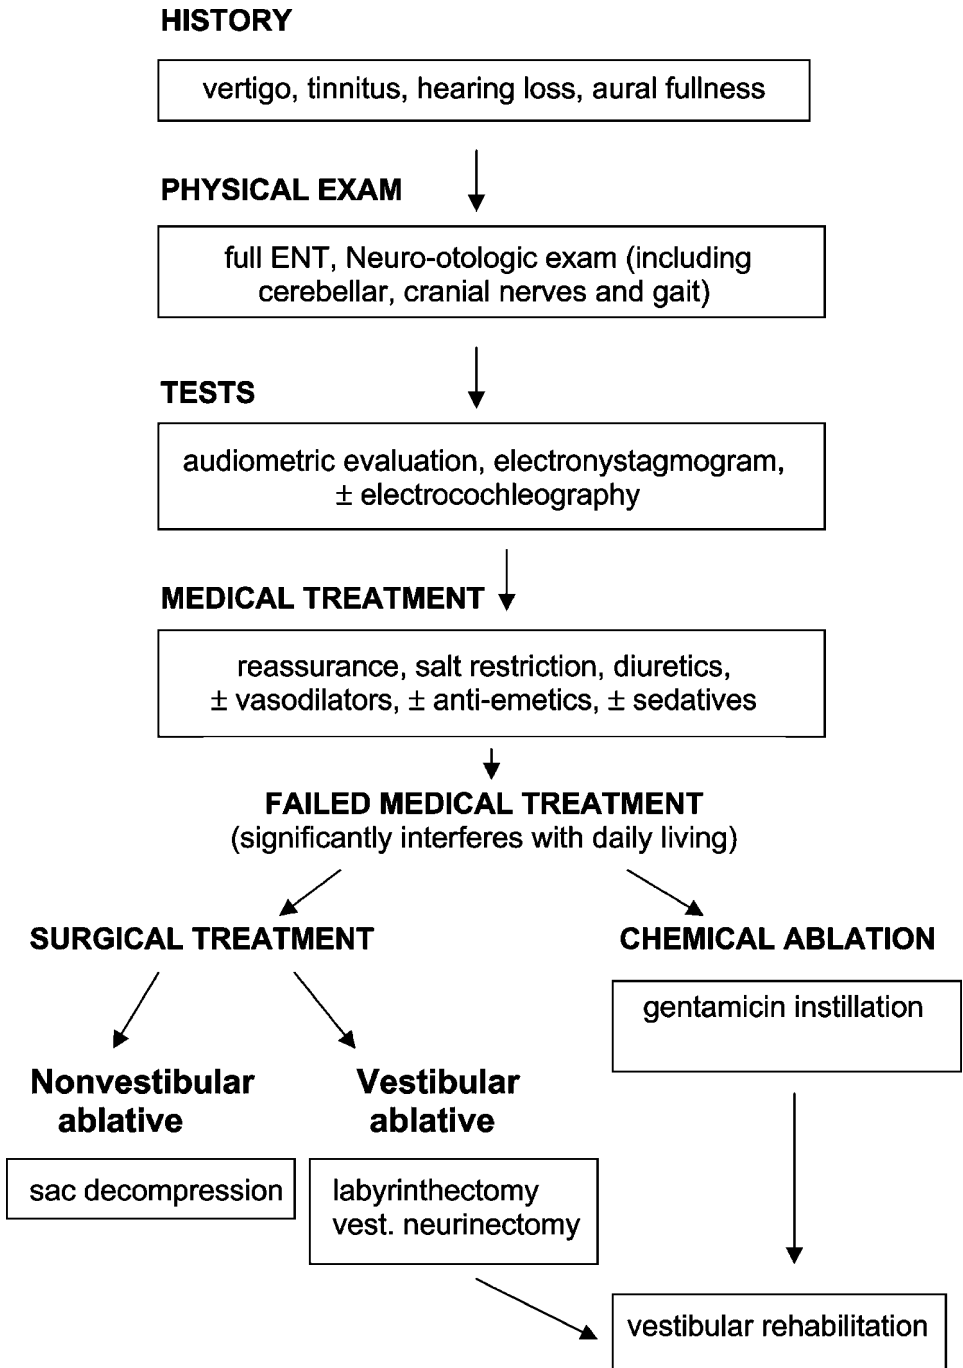 HISTORY
vertigo, tinnitus, hearing loss, aural fullness
PHYSICAL EXAM
full ENT, Neuro-otologic exam (including
cerebellar, cranial nerves and gait)
TESTS
audiometric evaluation, electronystagmogram,
± electrocochleography
MEDICAL TREATMENT
reassurance, salt restriction, diuretics,
± vasodilators, ± anti-emetics, ± sedatives
FAILED MEDICAL TREATMENT
(significantly interferes with daily living)
SURGICAL TREATMENT
CHEMICAL ABLATION
gentamicin instillation
Nonvestibular
ablative
Vestibular
ablative
sac decompression
labyrinthectomy
vest. neurinectomy
vestibular rehabilitation